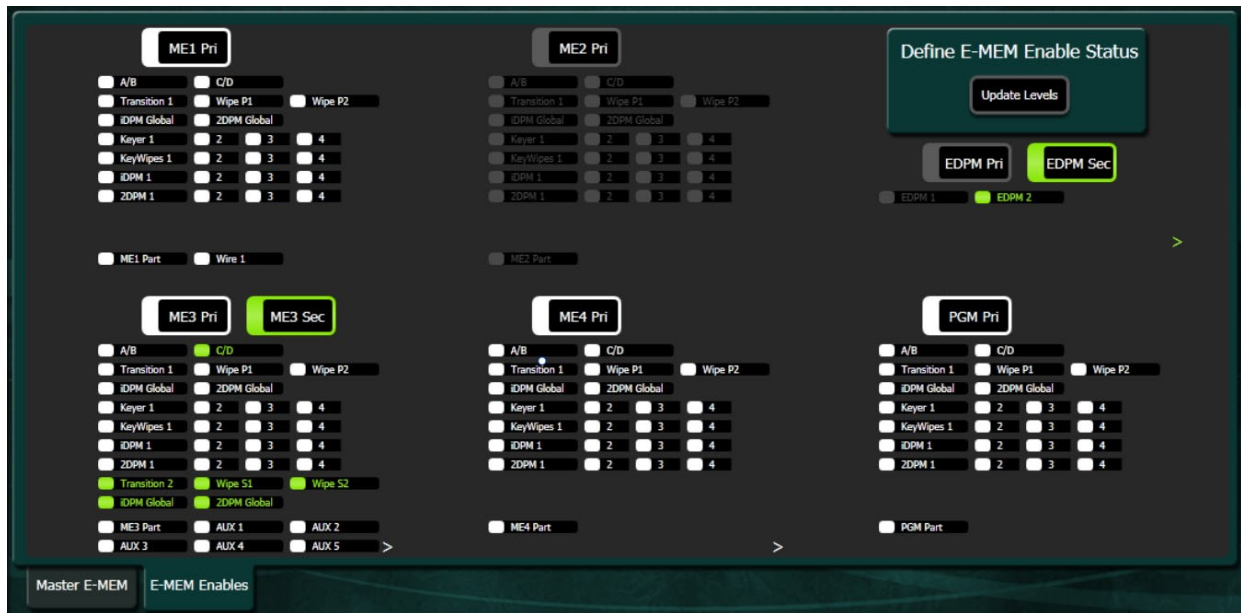 ME1 Pri
A/B C/D
Transition 1 Wipe P1 Wipe P2
iDPM Global 2DPM Global
Keyer 1 2 3 4
KeyWipes 1 2 3 4
iDPM 1 2 3 4
2DPM 1 2 3 4
ME1 Part Wire 1
ME2 Pri
A/B C/D
Transition 1 Wipe P1 Wipe P2
iDPM Global 2DPM Global
Keyer 1 2 3 4
KeyWipes 1 2 3 4
iDPM 1 2 3 4
2DPM 1 2 3 4
ME2 Part
Define E-MEM Enable Status
Update Levels
EDPM Pri EDPM Sec
EDPM 1 EDPM 2
>
ME3 Pri ME3 Sec
A/B C/D
Transition 1 Wipe P1 Wipe P2
iDPM Global 2DPM Global
Keyer 1 2 3 4
KeyWipes 1 2 3 4
iDPM 1 2 3 4
2DPM 1 2 3 4
Transition 2 Wipe S1 Wipe S2
iDPM Global 2DPM Global
ME3 Part AUX 1 AUX 2
AUX 3 AUX 4 AUX 5 >
ME4 Pri
A/B C/D
Transition 1 Wipe P1 Wipe P2
iDPM Global 2DPM Global
Keyer 1 2 3 4
KeyWipes 1 2 3 4
iDPM 1 2 3 4
2DPM 1 2 3 4
ME4 Part
>
PGM Pri
A/B C/D
Transition 1 Wipe P1 Wipe P2
iDPM Global 2DPM Global
Keyer 1 2 3 4
KeyWipes 1 2 3 4
iDPM 1 2 3 4
2DPM 1 2 3 4
PGM Part
Master E-MEM E-MEM Enables